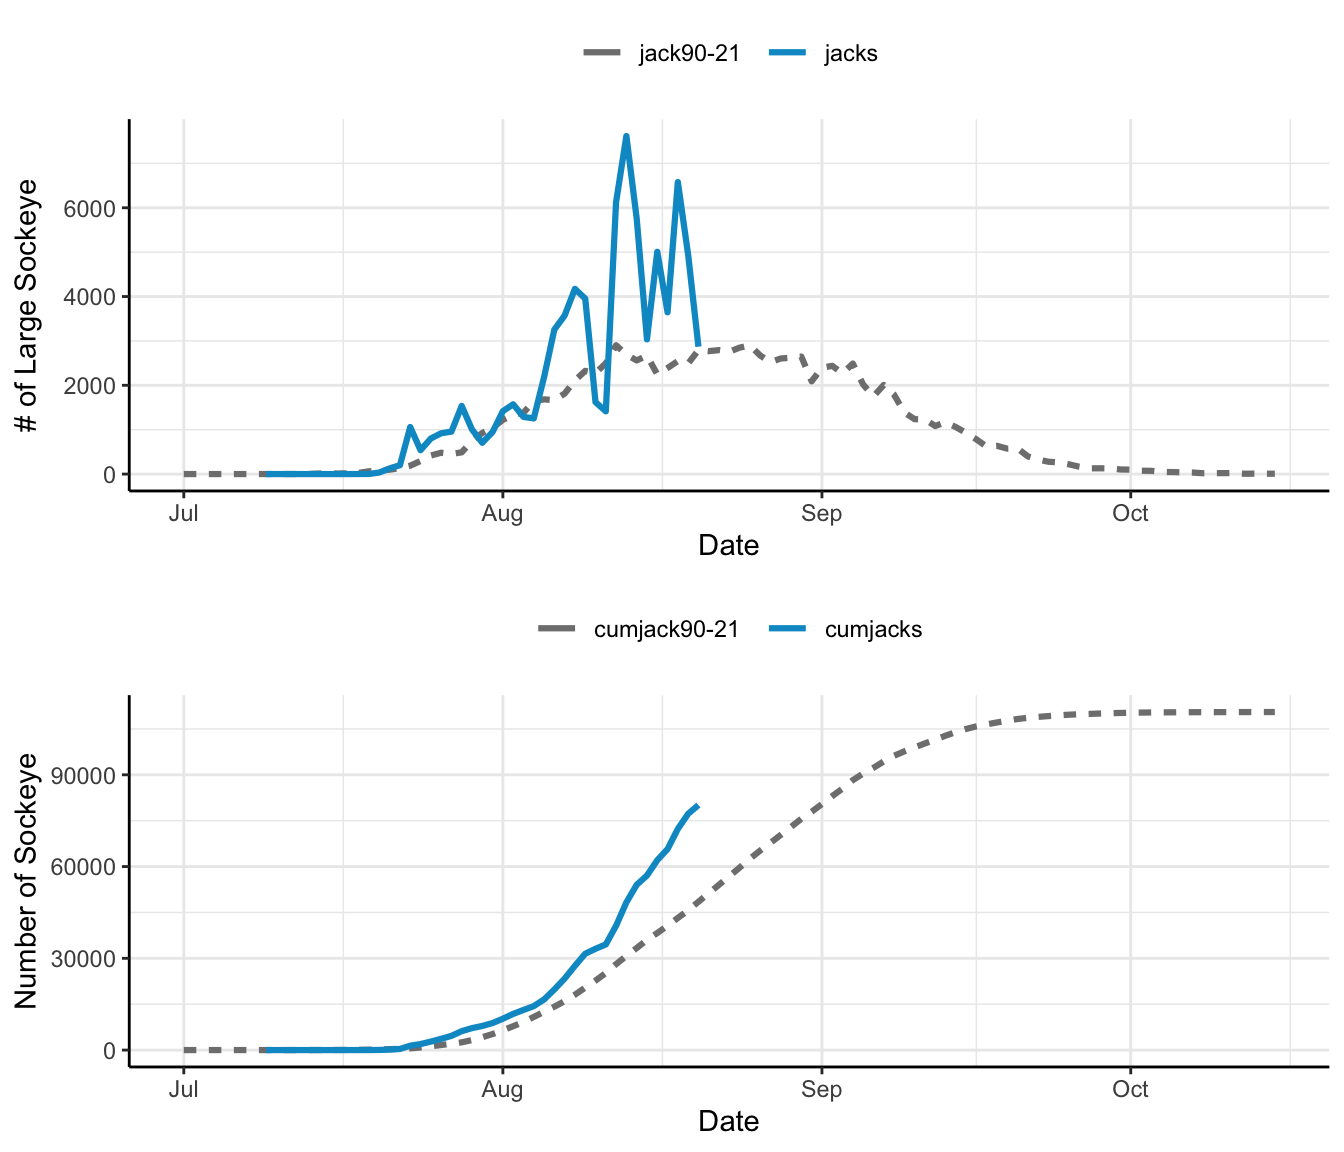 jack90-21 jacks
# of Large Sockeye
6000
4000
2000
0
Jul Aug Sep Oct
Date
cumjack90-21 cumjacks
Number of Sockeye
90000
60000
30000
0
Jul Aug Sep Oct
Date